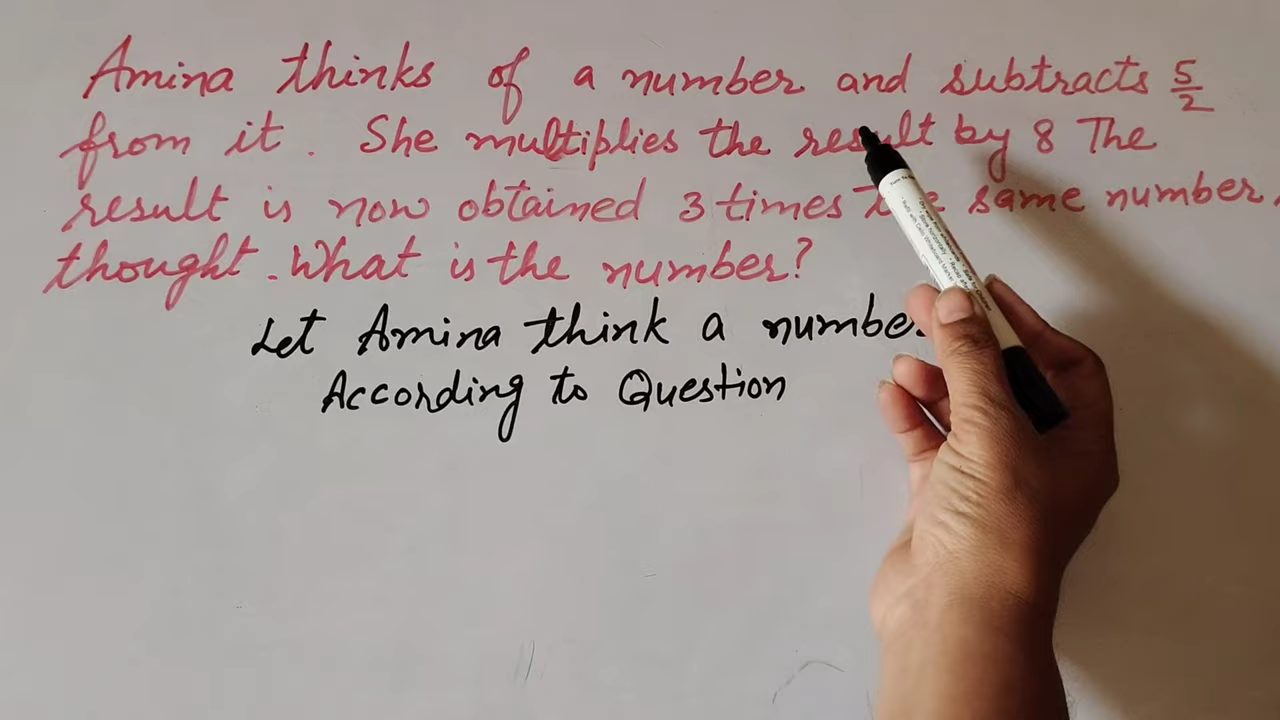 Amina thinks of a number and subtracts 5/2
from it. She multiplies the result by 8 The
result is now obtained 3 times the same number,
thought. What is the number?
Let Amina think a number
According to Question